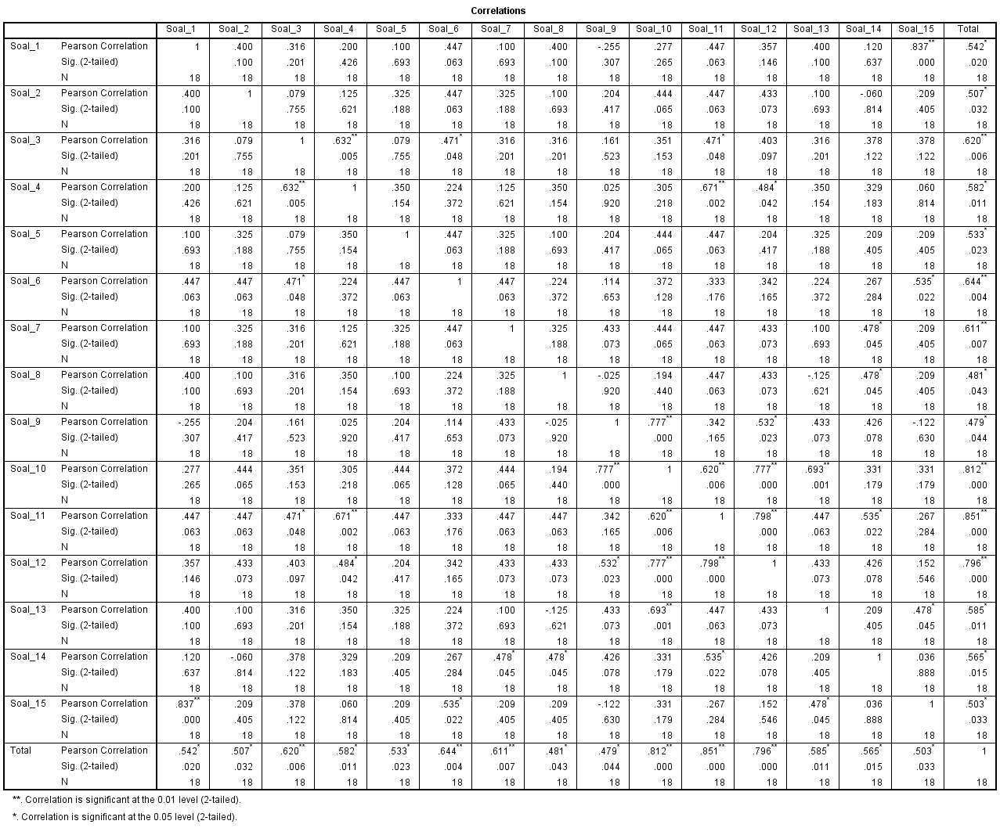 Correlations
Soal_1 Soal_2 Soal_3 Soal_4 Soal_5 Soal_6 Soal_7 Soal_8 Soal_9 Soal_10 Soal_11 Soal_12 Soal_13 Soal_14 Soal_15 Total
Soal_1 Pearson Correlation 1 .400 .316 .200 .100 .447 .100 .400 -.255 .277 .447 .357 .400 .120 .837** .542*
Sig. (2-tailed) .100 .201 .426 .693 .063 .693 .100 .307 .265 .063 .146 .100 .637 .000 .020
N 18 18 18 18 18 18 18 18 18 18 18 18 18 18 18 18
Soal_2 Pearson Correlation .400 1 .079 .125 .325 .447 .325 .100 .204 .444 .447 .433 .100 -.060 .209 .507*
Sig. (2-tailed) .100 .755 .621 .188 .063 .188 .693 .417 .065 .063 .073 .693 .814 .405 .032
N 18 18 18 18 18 18 18 18 18 18 18 18 18 18 18 18
Soal_3 Pearson Correlation .316 .079 1 .632** .079 .471* .316 .316 .161 .351 .471* .403 .316 .378 .378 .620**
Sig. (2-tailed) .201 .755 .005 .755 .048 .201 .201 .523 .153 .048 .097 .201 .122 .122 .006
N 18 18 18 18 18 18 18 18 18 18 18 18 18 18 18 18
Soal_4 Pearson Correlation .200 .125 .632** 1 .350 .224 .125 .350 .025 .305 .671** .484* .350 .329 .060 .582*
Sig. (2-tailed) .426 .621 .005 .154 .372 .621 .154 .920 .218 .002 .042 .154 .183 .814 .011
N 18 18 18 18 18 18 18 18 18 18 18 18 18 18 18 18
Soal_5 Pearson Correlation .100 .325 .079 .350 1 .447 .325 .100 .204 .444 .447 .204 .325 .209 .209 .533*
Sig. (2-tailed) .693 .188 .755 .154 .063 .188 .693 .417 .065 .063 .417 .188 .405 .405 .023
N 18 18 18 18 18 18 18 18 18 18 18 18 18 18 18 18
Soal_6 Pearson Correlation .447 .447 .471* .224 .447 1 .447 .224 .114 .372 .333 .342 .224 .267 .535* .644**
Sig. (2-tailed) .063 .063 .048 .372 .063 .063 .372 .653 .128 .176 .165 .372 .284 .022 .004
N 18 18 18 18 18 18 18 18 18 18 18 18 18 18 18 18
Soal_7 Pearson Correlation .100 .325 .316 .125 .325 .447 1 .325 .433 .444 .447 .433 .100 .478* .209 .611**
Sig. (2-tailed) .693 .188 .201 .621 .188 .063 .188 .073 .065 .063 .073 .693 .045 .405 .007
N 18 18 18 18 18 18 18 18 18 18 18 18 18 18 18 18
Soal_8 Pearson Correlation .400 .100 .316 .350 .100 .224 .325 1 -.025 .194 .447 .433 -.125 .478* .209 .481*
Sig. (2-tailed) .100 .693 .201 .154 .693 .372 .188 .920 .440 .063 .073 .621 .045 .405 .043
N 18 18 18 18 18 18 18 18 18 18 18 18 18 18 18 18
Soal_9 Pearson Correlation -.255 .204 .161 .025 .204 .114 .433 -.025 1 .777** .342 .532* .433 .426 -.122 .479*
Sig. (2-tailed) .307 .417 .523 .920 .417 .653 .073 .920 .000 .165 .023 .073 .078 .630 .044
N 18 18 18 18 18 18 18 18 18 18 18 18 18 18 18 18
Soal_10 Pearson Correlation .277 .444 .351 .305 .444 .372 .444 .194 .777** 1 .620** .777** .693** .331 .331 .812**
Sig. (2-tailed) .265 .065 .153 .218 .065 .128 .065 .440 .000 .006 .000 .001 .179 .179 .000
N 18 18 18 18 18 18 18 18 18 18 18 18 18 18 18 18
Soal_11 Pearson Correlation .447 .447 .471* .671** .447 .333 .447 .447 .342 .620** 1 .798** .447 .535* .267 .851**
Sig. (2-tailed) .063 .063 .048 .002 .063 .176 .063 .063 .165 .006 .000 .063 .022 .284 .000
N 18 18 18 18 18 18 18 18 18 18 18 18 18 18 18 18
Soal_12 Pearson Correlation .357 .433 .403 .484* .204 .342 .433 .433 .532* .777** .798** 1 .433 .426 .152 .796**
Sig. (2-tailed) .146 .073 .097 .042 .417 .165 .073 .073 .023 .000 .000 .073 .078 .546 .000
N 18 18 18 18 18 18 18 18 18 18 18 18 18 18 18 18
Soal_13 Pearson Correlation .400 .100 .316 .350 .325 .224 .100 -.125 .433 .693** .447 .433 1 .209 .478* .585*
Sig. (2-tailed) .100 .693 .201 .154 .188 .372 .693 .621 .073 .001 .063 .073 .405 .045 .011
N 18 18 18 18 18 18 18 18 18 18 18 18 18 18 18 18
Soal_14 Pearson Correlation .120 -.060 .378 .329 .209 .267 .478* .478* .426 .331 .535* .426 .209 1 .036 .565*
Sig. (2-tailed) .637 .814 .122 .183 .405 .284 .045 .045 .078 .179 .022 .078 .405 .888 .015
N 18 18 18 18 18 18 18 18 18 18 18 18 18 18 18 18
Soal_15 Pearson Correlation .837** .209 .378 .060 .209 .535* .209 .209 -.122 .331 .267 .152 .478* .036 1 .503*
Sig. (2-tailed) .000 .405 .122 .814 .405 .022 .405 .405 .630 .179 .284 .546 .045 .888 .033
N 18 18 18 18 18 18 18 18 18 18 18 18 18 18 18 18
Total Pearson Correlation .542* .507* .620** .582* .533* .644** .611** .481* .479* .812** .851** .796** .585* .565* .503* 1
Sig. (2-tailed) .020 .032 .006 .011 .023 .004 .007 .043 .044 .000 .000 .000 .011 .015 .033
N 18 18 18 18 18 18 18 18 18 18 18 18 18 18 18 18
**. Correlation is significant at the 0.01 level (2-tailed).
*. Correlation is significant at the 0.05 level (2-tailed).